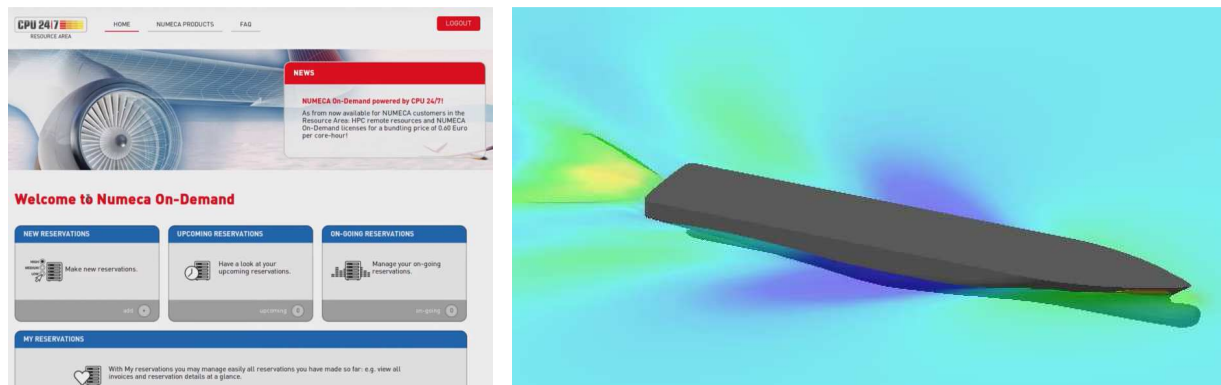 CPU 24|7
RESOURCE AREA
HOME
NUMECA PRODUCTS
FAQ
LOGOUT
NEWS
NUMECA On-Demand powered by CPU 24/7!
As from now available for NUMECA customers in the
Resource Area: HPC remote resources and NUMECA
On-Demand licenses for a bundling price of 0.60 Euro
per core-hour!
Welcome to Numeca On-Demand
NEW RESERVATIONS
Make new reservations.
add
UPCOMING RESERVATIONS
Have a look at your
upcoming reservations.
upcoming
ON-GOING RESERVATIONS
Manage your on-going
reservations.
on-going
MY RESERVATIONS
With My reservations you may manage easily all reservations you have made so far: e.g. view all
invoices and reservation details at a glance.